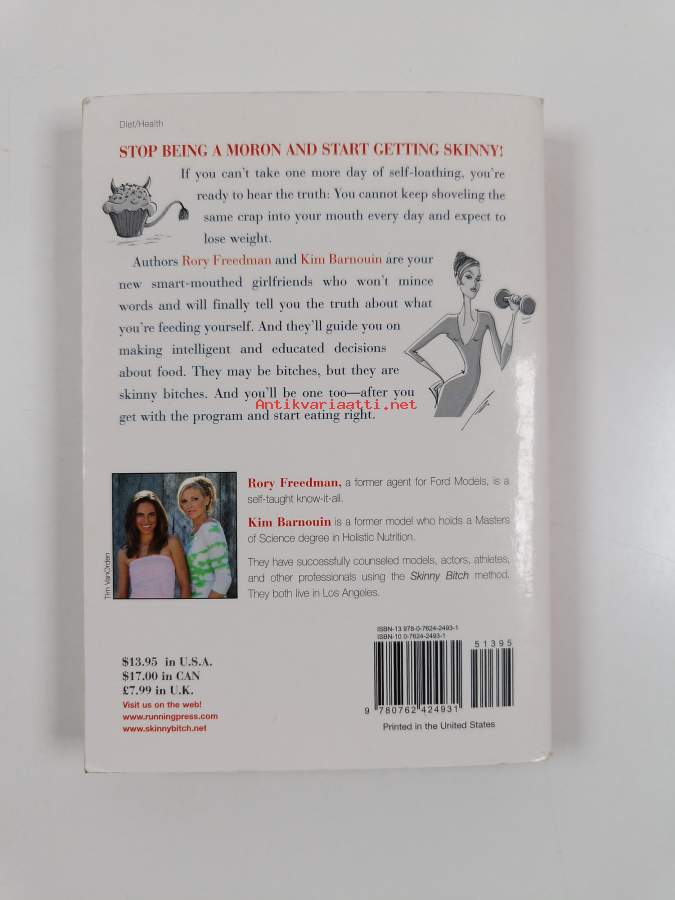 Diet/Health
STOP BEING A MORON AND START GETTING SKINNY!
If you can't take one more day of self-loathing, you're
ready to hear the truth: You cannot keep shoveling the
same crap into your mouth every day and expect to
lose weight.
Authors Rory Freedman and Kim Barnouin are your
new smart-mouthed girlfriends who won't mince
words and will finally tell you the truth about what
you're feeding yourself. And they'll guide you on
making intelligent and educated decisions
about food. They may be bitches, but they are
skinny bitches. And you'll be one too—after you
Antikvariaatti.net
get with the program and start eating right.
Rory Freedman, a former agent for Ford Models, is a
self-taught know-it-all.
Kim Barnouin is a former model who holds a Masters
of Science degree in Holistic Nutrition.
They have successfully counseled models, actors, athletes,
and other professionals using the Skinny Bitch method.
They both live in Los Angeles.
Tim VanOrden
ISBN-13 978-0-7624-2493-1
ISBN-10 0-7624-2493-1
51395
9 780762 424931
Printed in the United States
$13.95 in U.S.A.
$17.00 in CAN
£7.99 in U.K.
Visit us on the web!
www.runningpress.com
www.skinnybitch.net